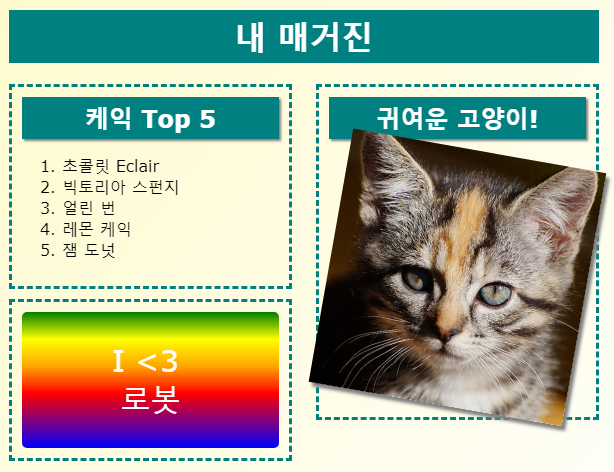 내 매거진
케익 Top 5
1. 초콜릿 Eclair
2. 빅토리아 스펀지
3. 얼린 번
4. 레몬 케익
5. 잼 도넛
I <3
로봇
귀여운 고양이!